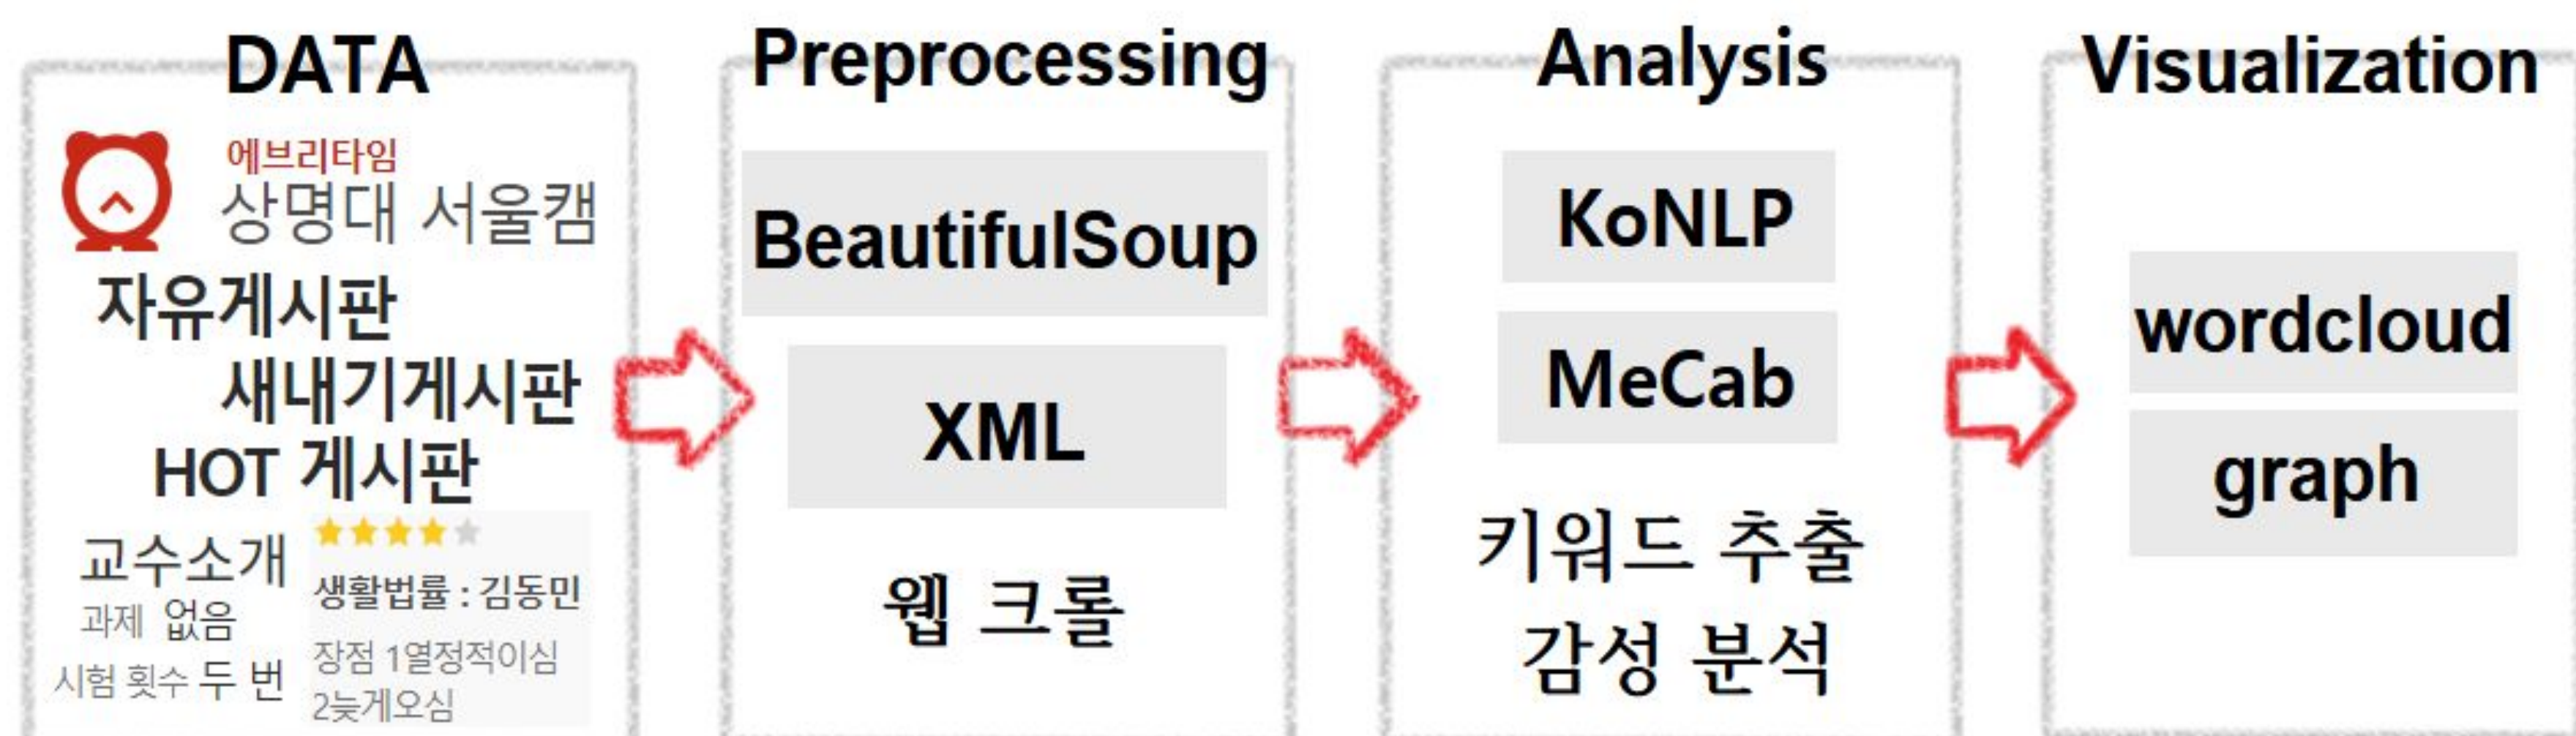 DATA
에브리타임
상명대 서울캠
자유게시판
새내기게시판
HOT 게시판
교수소개
과제 없음
시험 횟수 두 번
생활법률 : 김동민
장점 1열정적이심
2늦게오심
Preprocessing
BeautifulSoup
XML
웹 크롤
Analysis
KoNLP
MeCab
키워드 추출
감성 분석
Visualization
wordcloud
graph